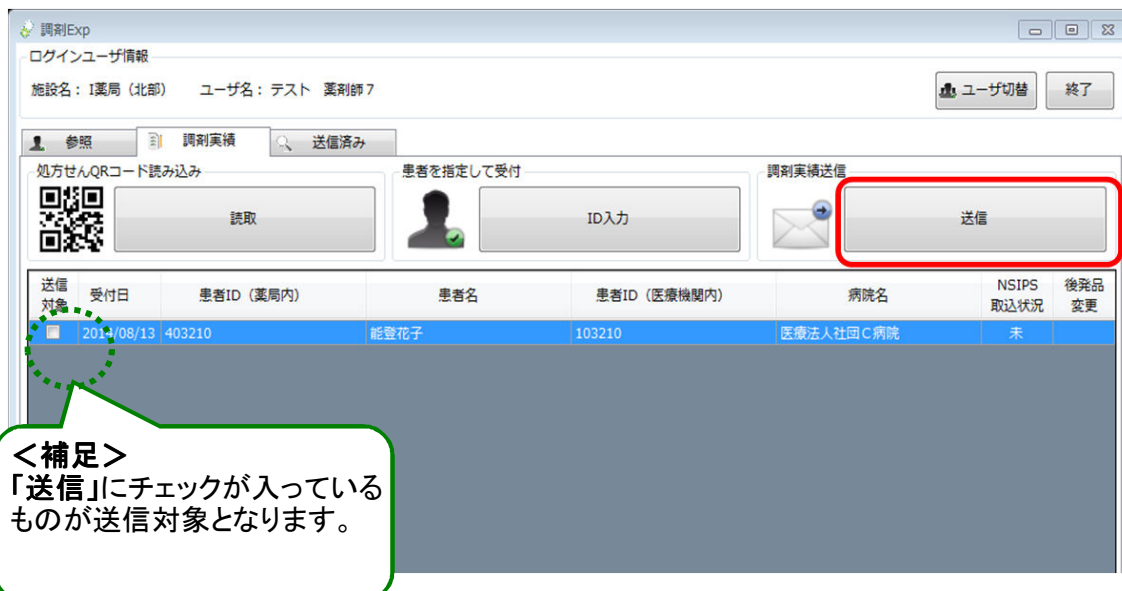 調剤Exp
ログインユーザ情報
施設名： I薬局（北部） ユーザ名： テスト 薬剤師７
ユーザ切替 終了
参照 調剤実績 送信済み
処方せんQRコード読み込み 患者を指定して受付 調剤実績送信
読取 ID入力 送信
送信対象 受付日 患者ID（薬局内） 患者名 患者ID（医療機関内） 病院名 NSIPS取込状況 後発品変更
2014/08/13 403210 能登花子 103210 医療法人社団Ｃ病院 未
＜補足＞
「送信」にチェックが入っている
ものが送信対象となります。